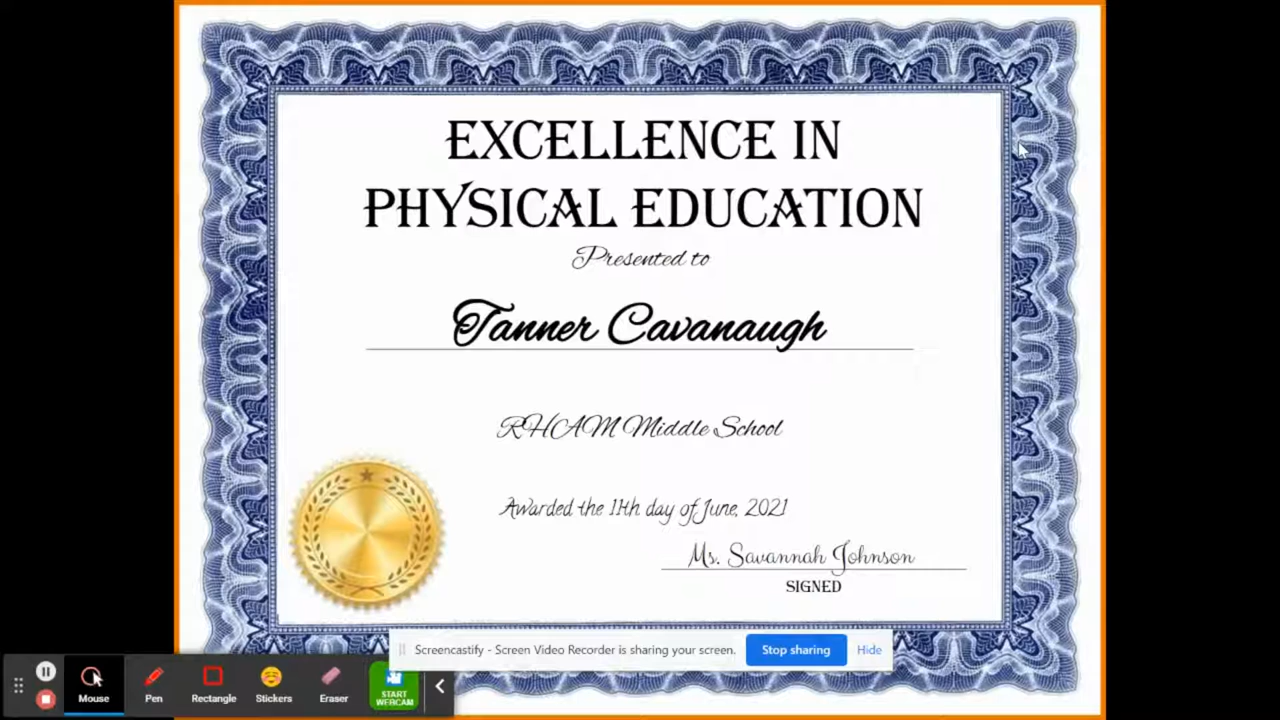 EXCELLENCE IN
PHYSICAL EDUCATION
Presented to
Tanner Cavanaugh
RHAM Middle School
Awarded the 11th day of June, 2021
Ms. Savannah Johnson
SIGNED
Screencastify - Screen Video Recorder is sharing your screen. Stop sharing Hide
Mouse Pen Rectangle Stickers Eraser START WEBCAM